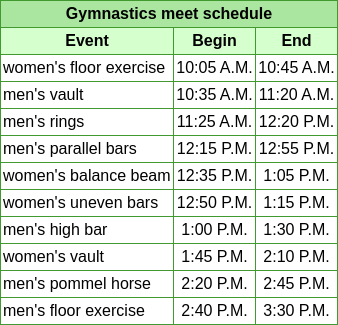 Gymnastics meet schedule
Event Begin End
women's floor exercise 10:05 A.M. 10:45 A.M.
men's vault 10:35 A.M. 11:20 A.M.
men's rings 11:25 A.M. 12:20 P.M.
men's parallel bars 12:15 P.M. 12:55 P.M.
women's balance beam 12:35 P.M. 1:05 P.M.
women's uneven bars 12:50 P.M. 1:15 P.M.
men's high bar 1:00 P.M. 1:30 P.M.
women's vault 1:45 P.M. 2:10 P.M.
men's pommel horse 2:20 P.M. 2:45 P.M.
men's floor exercise 2:40 P.M. 3:30 P.M.